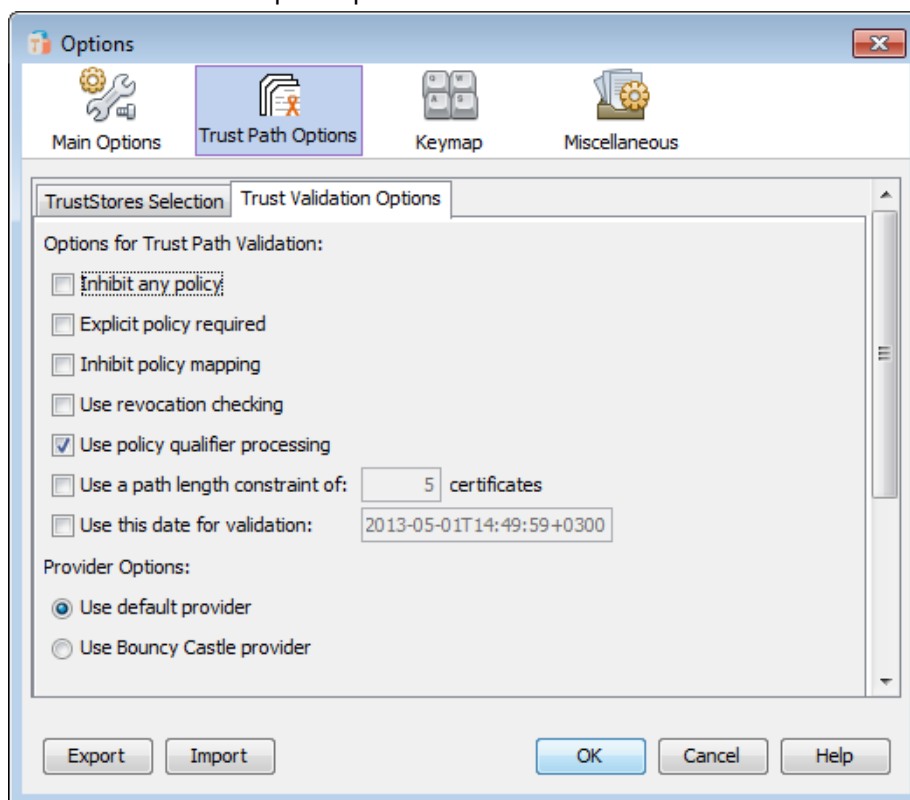 Options
Main Options Trust Path Options Keymap Miscellaneous
TrustStores Selection Trust Validation Options
Options for Trust Path Validation:
Inhibit any policy
Explicit policy required
Inhibit policy mapping
Use revocation checking
Use policy qualifier processing
Use a path length constraint of: 5 certificates
Use this date for validation: 2013-05-01T14:49:59+0300
Provider Options:
Use default provider
Use Bouncy Castle provider
Export Import OK Cancel Help